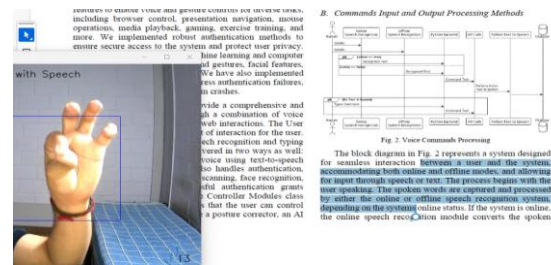 features to enable voice and gesture controls for diverse tasks,
including browser control, presentation navigation, mouse
operations, media playback, gaming, exercise training, and
more. We implemented robust authentication methods to
ensure secure access to the system and protect user privacy.
hine learning and computer
nd gestures, facial features,
We have also implemented
ress authentication failures,
n crashes.
with Speech
ovide a comprehensive and
gh a combination of voice
web interactions. The User
t of interaction for the user.
ech recognition and typing
vered in two ways as well:
voice using text-to-speech
so handles authentication,
scanning, face recognition,
sful authentication grants
e Controller Modules class
s that the user can control
e a posture corrector, an AI
13
B. Commands Input and Output Processing Methods
Fig. 2. Voice Commands Processing
The block diagram in Fig. 2 represents a system designed
for seamless interaction between a user and the system,
accommodating both online and offline modes, and allowing
for input through speech or text. The process begins with the
user speaking. The spoken words are captured and processed
by either the online or offline speech recognition system,
depending on the systems online status. If the system is online,
the online speech recognition module converts the spoken